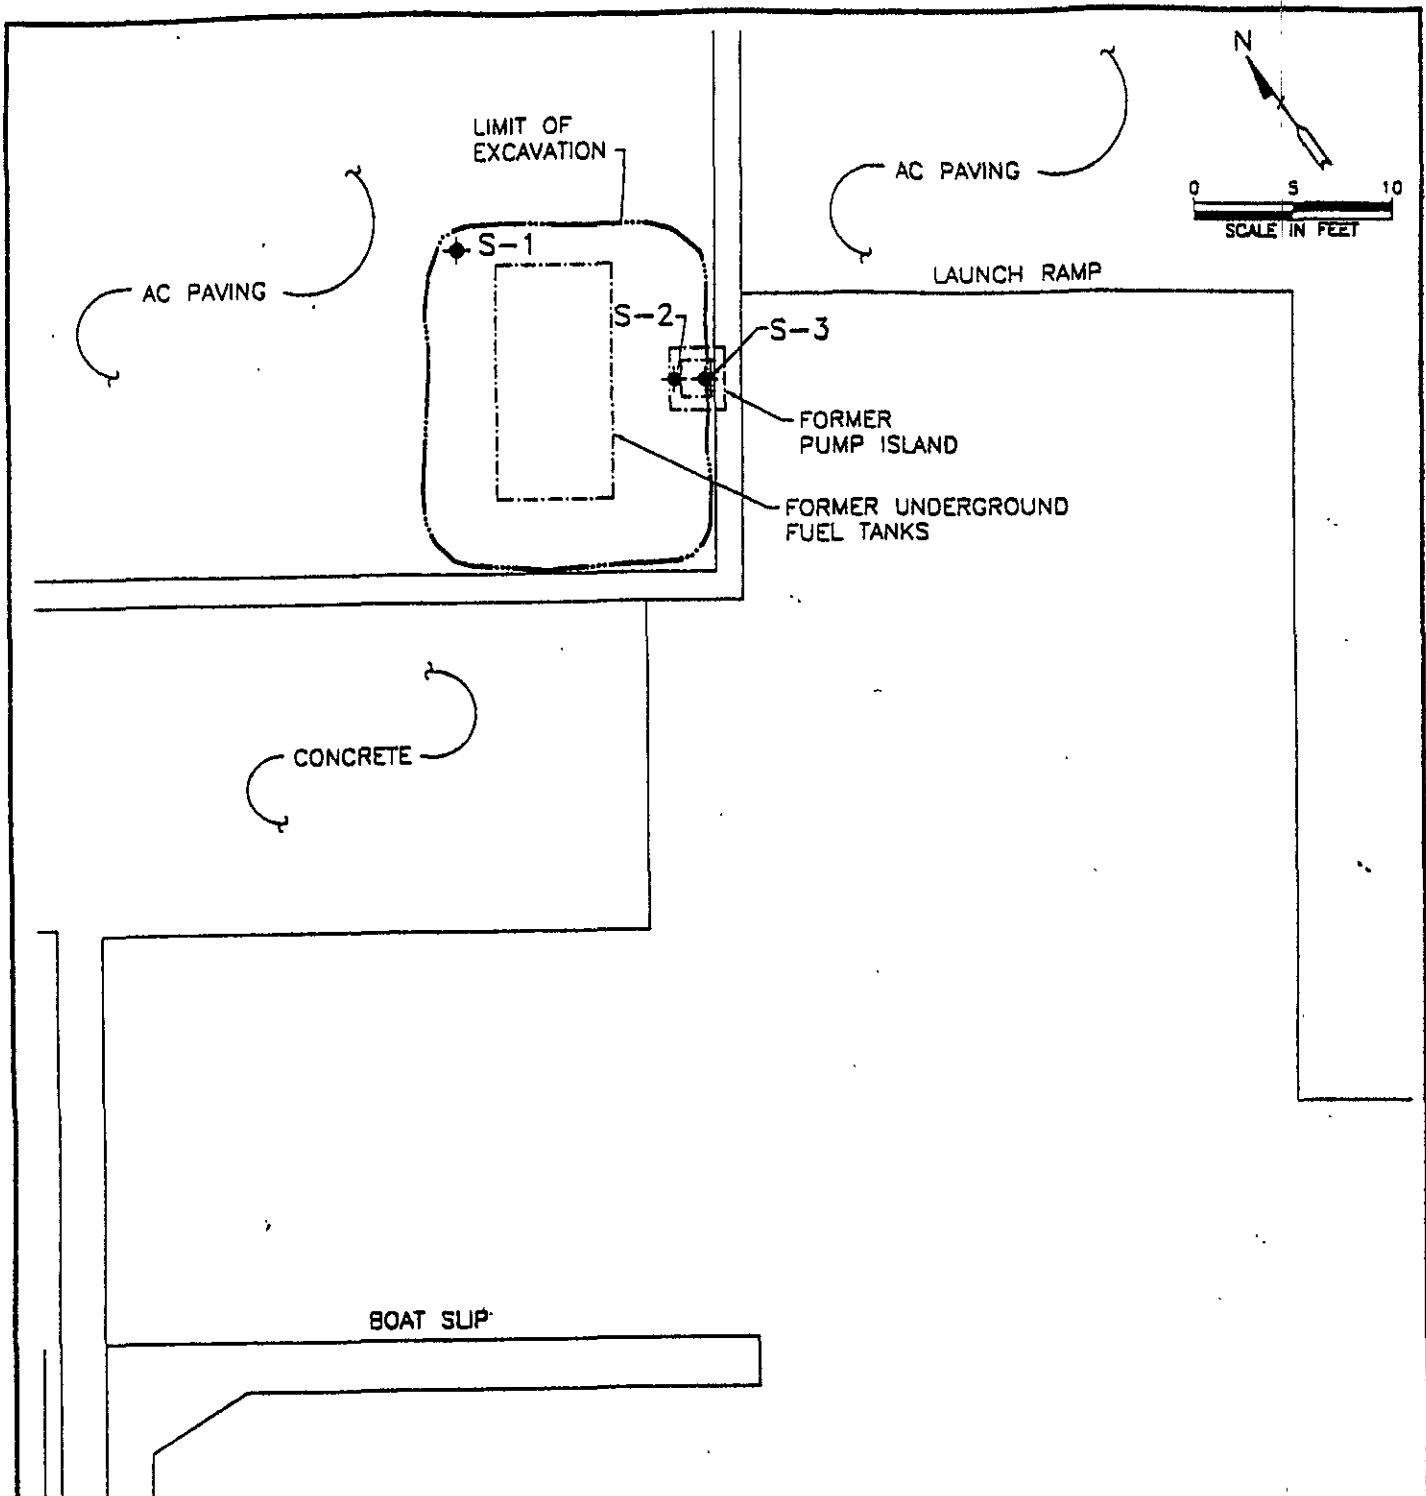 N
LIMIT OF
EXCAVATION
AC PAVING
0 5 10
SCALE IN FEET
S-1
LAUNCH RAMP
AC PAVING
S-2
S-3
FORMER
PUMP ISLAND
FORMER UNDERGROUND
FUEL TANKS
CONCRETE
BOAT SLIP